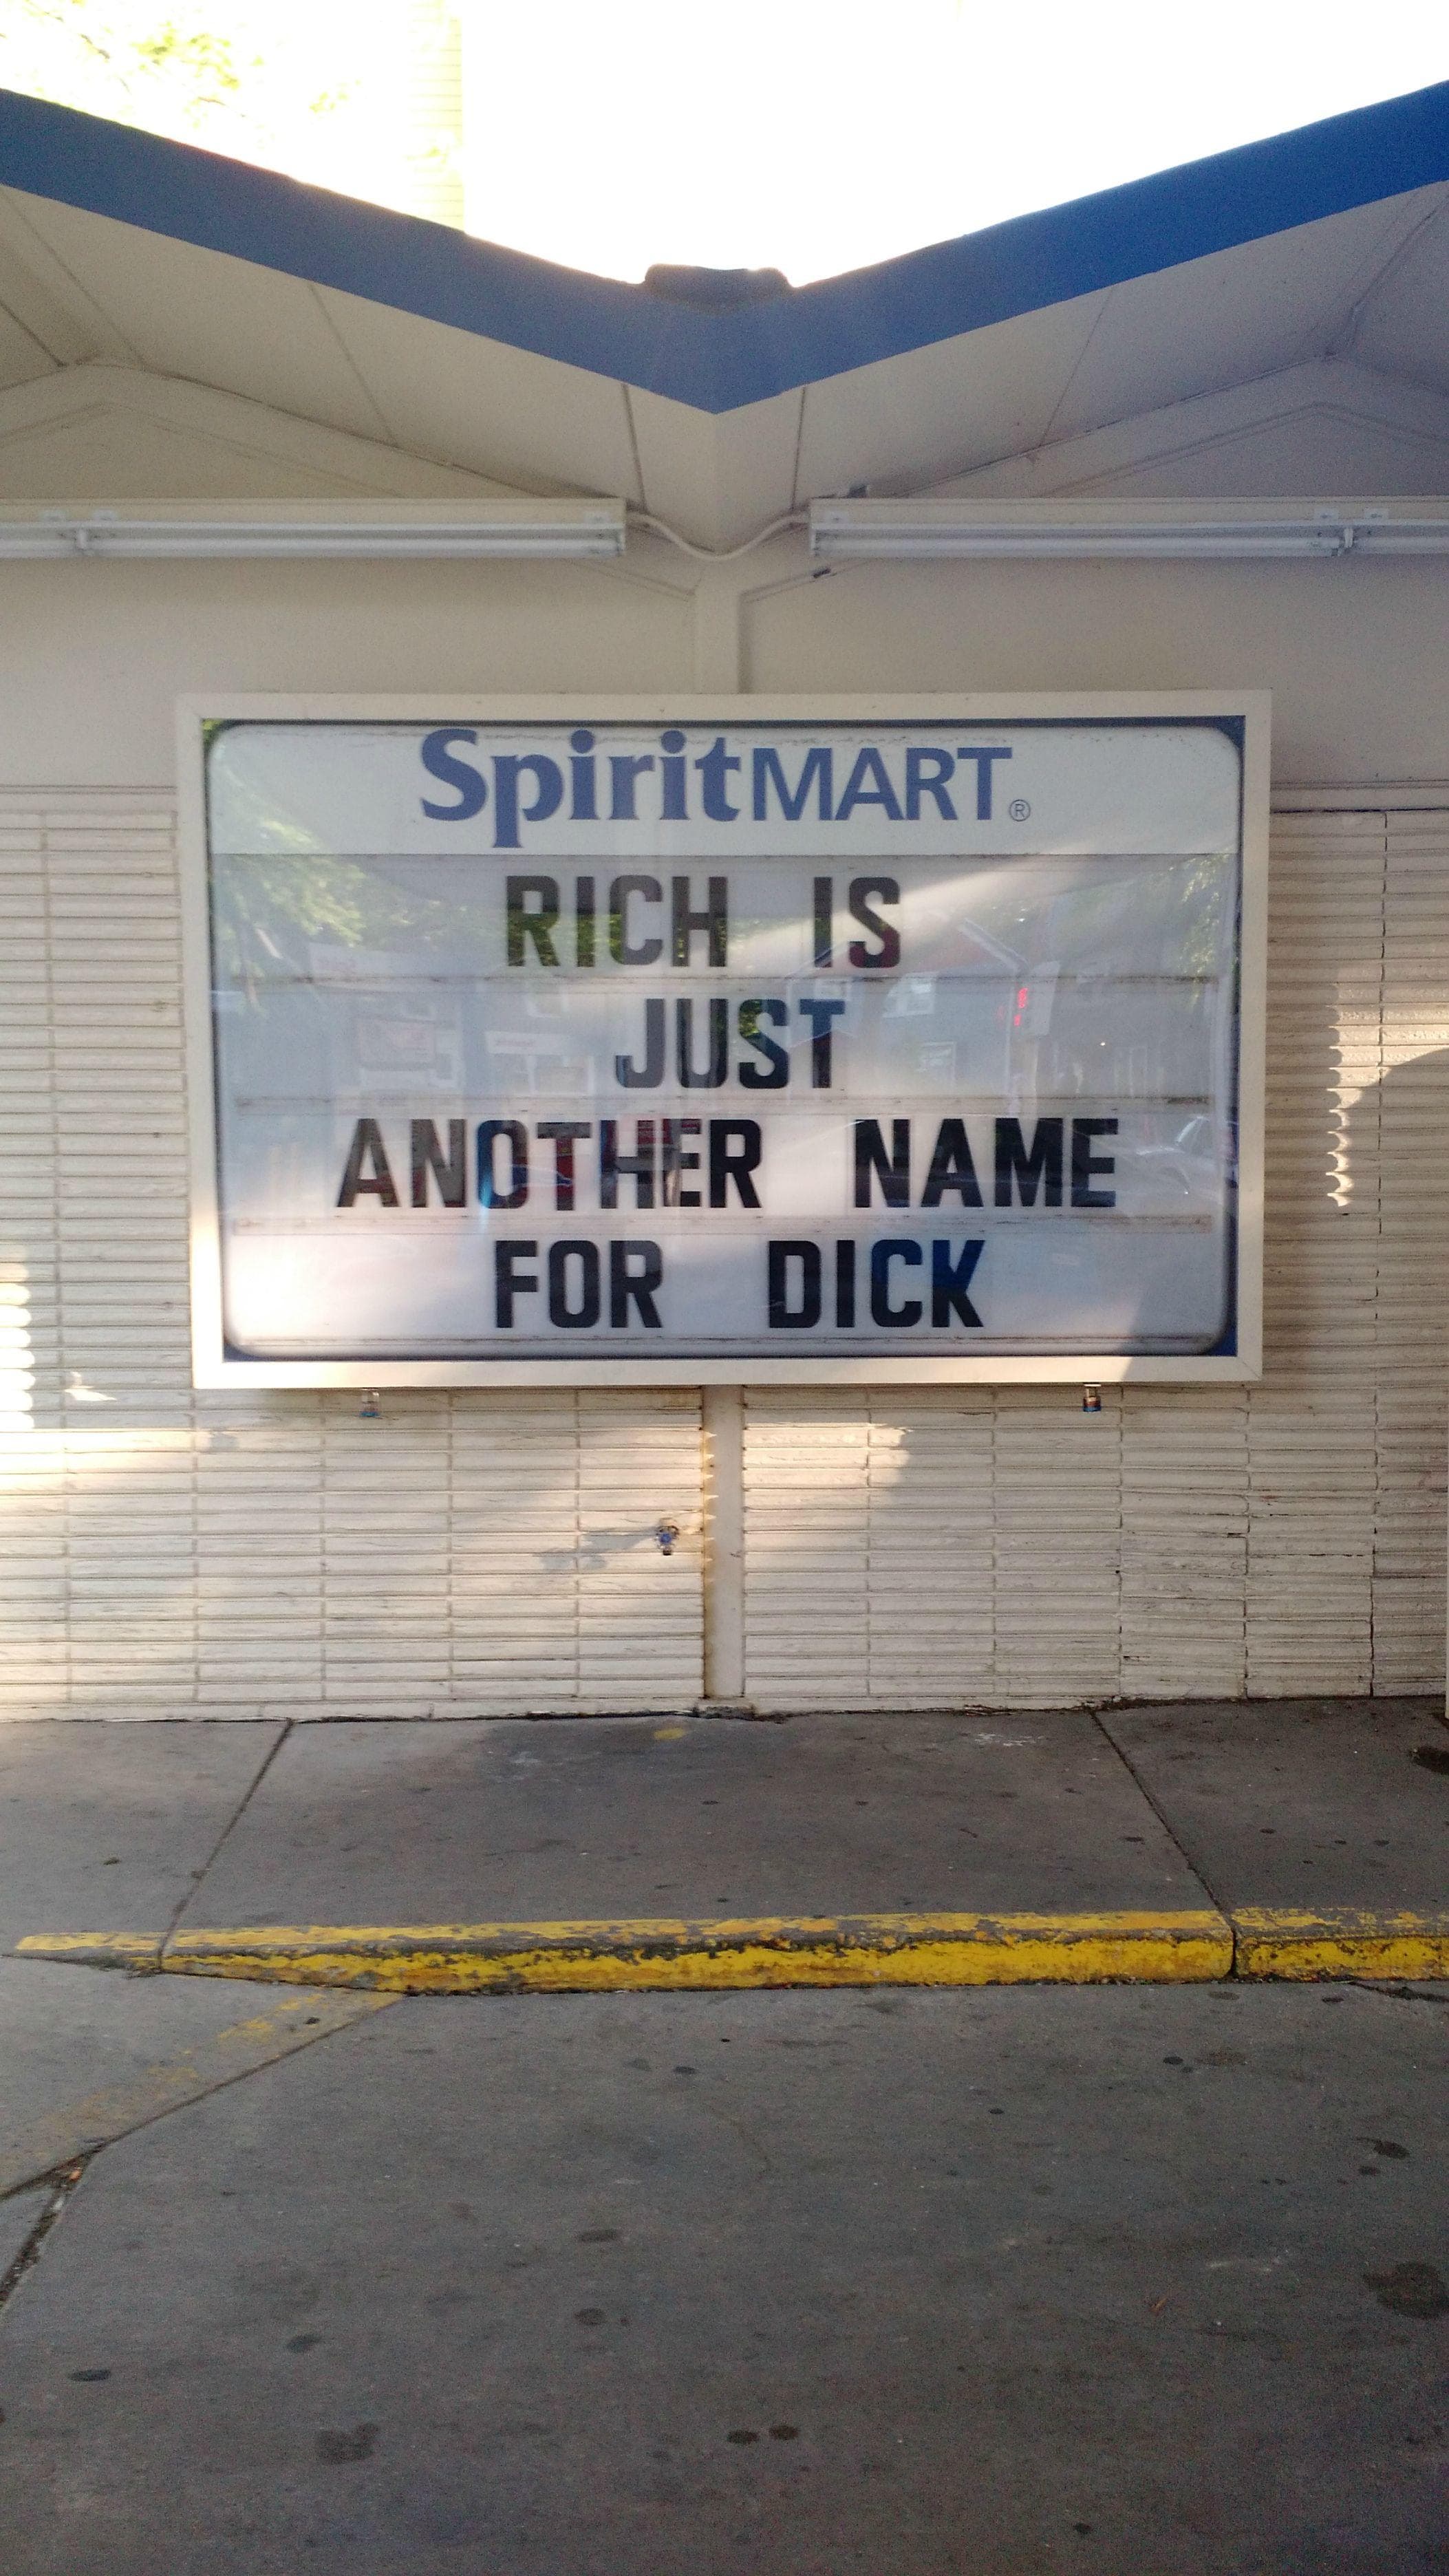 SpiritMART®
RICH IS
JUST
ANOTHER NAME
FOR DICK